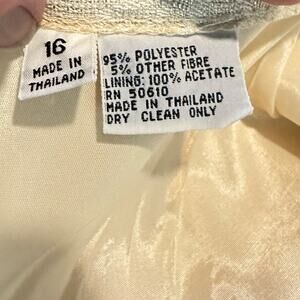 16
MADE IN
THAILAND
95% POLYESTER
5% OTHER FIBRE
LINING: 100% ACETATE
RN 50610
MADE IN THAILAND
DRY CLEAN ONLY